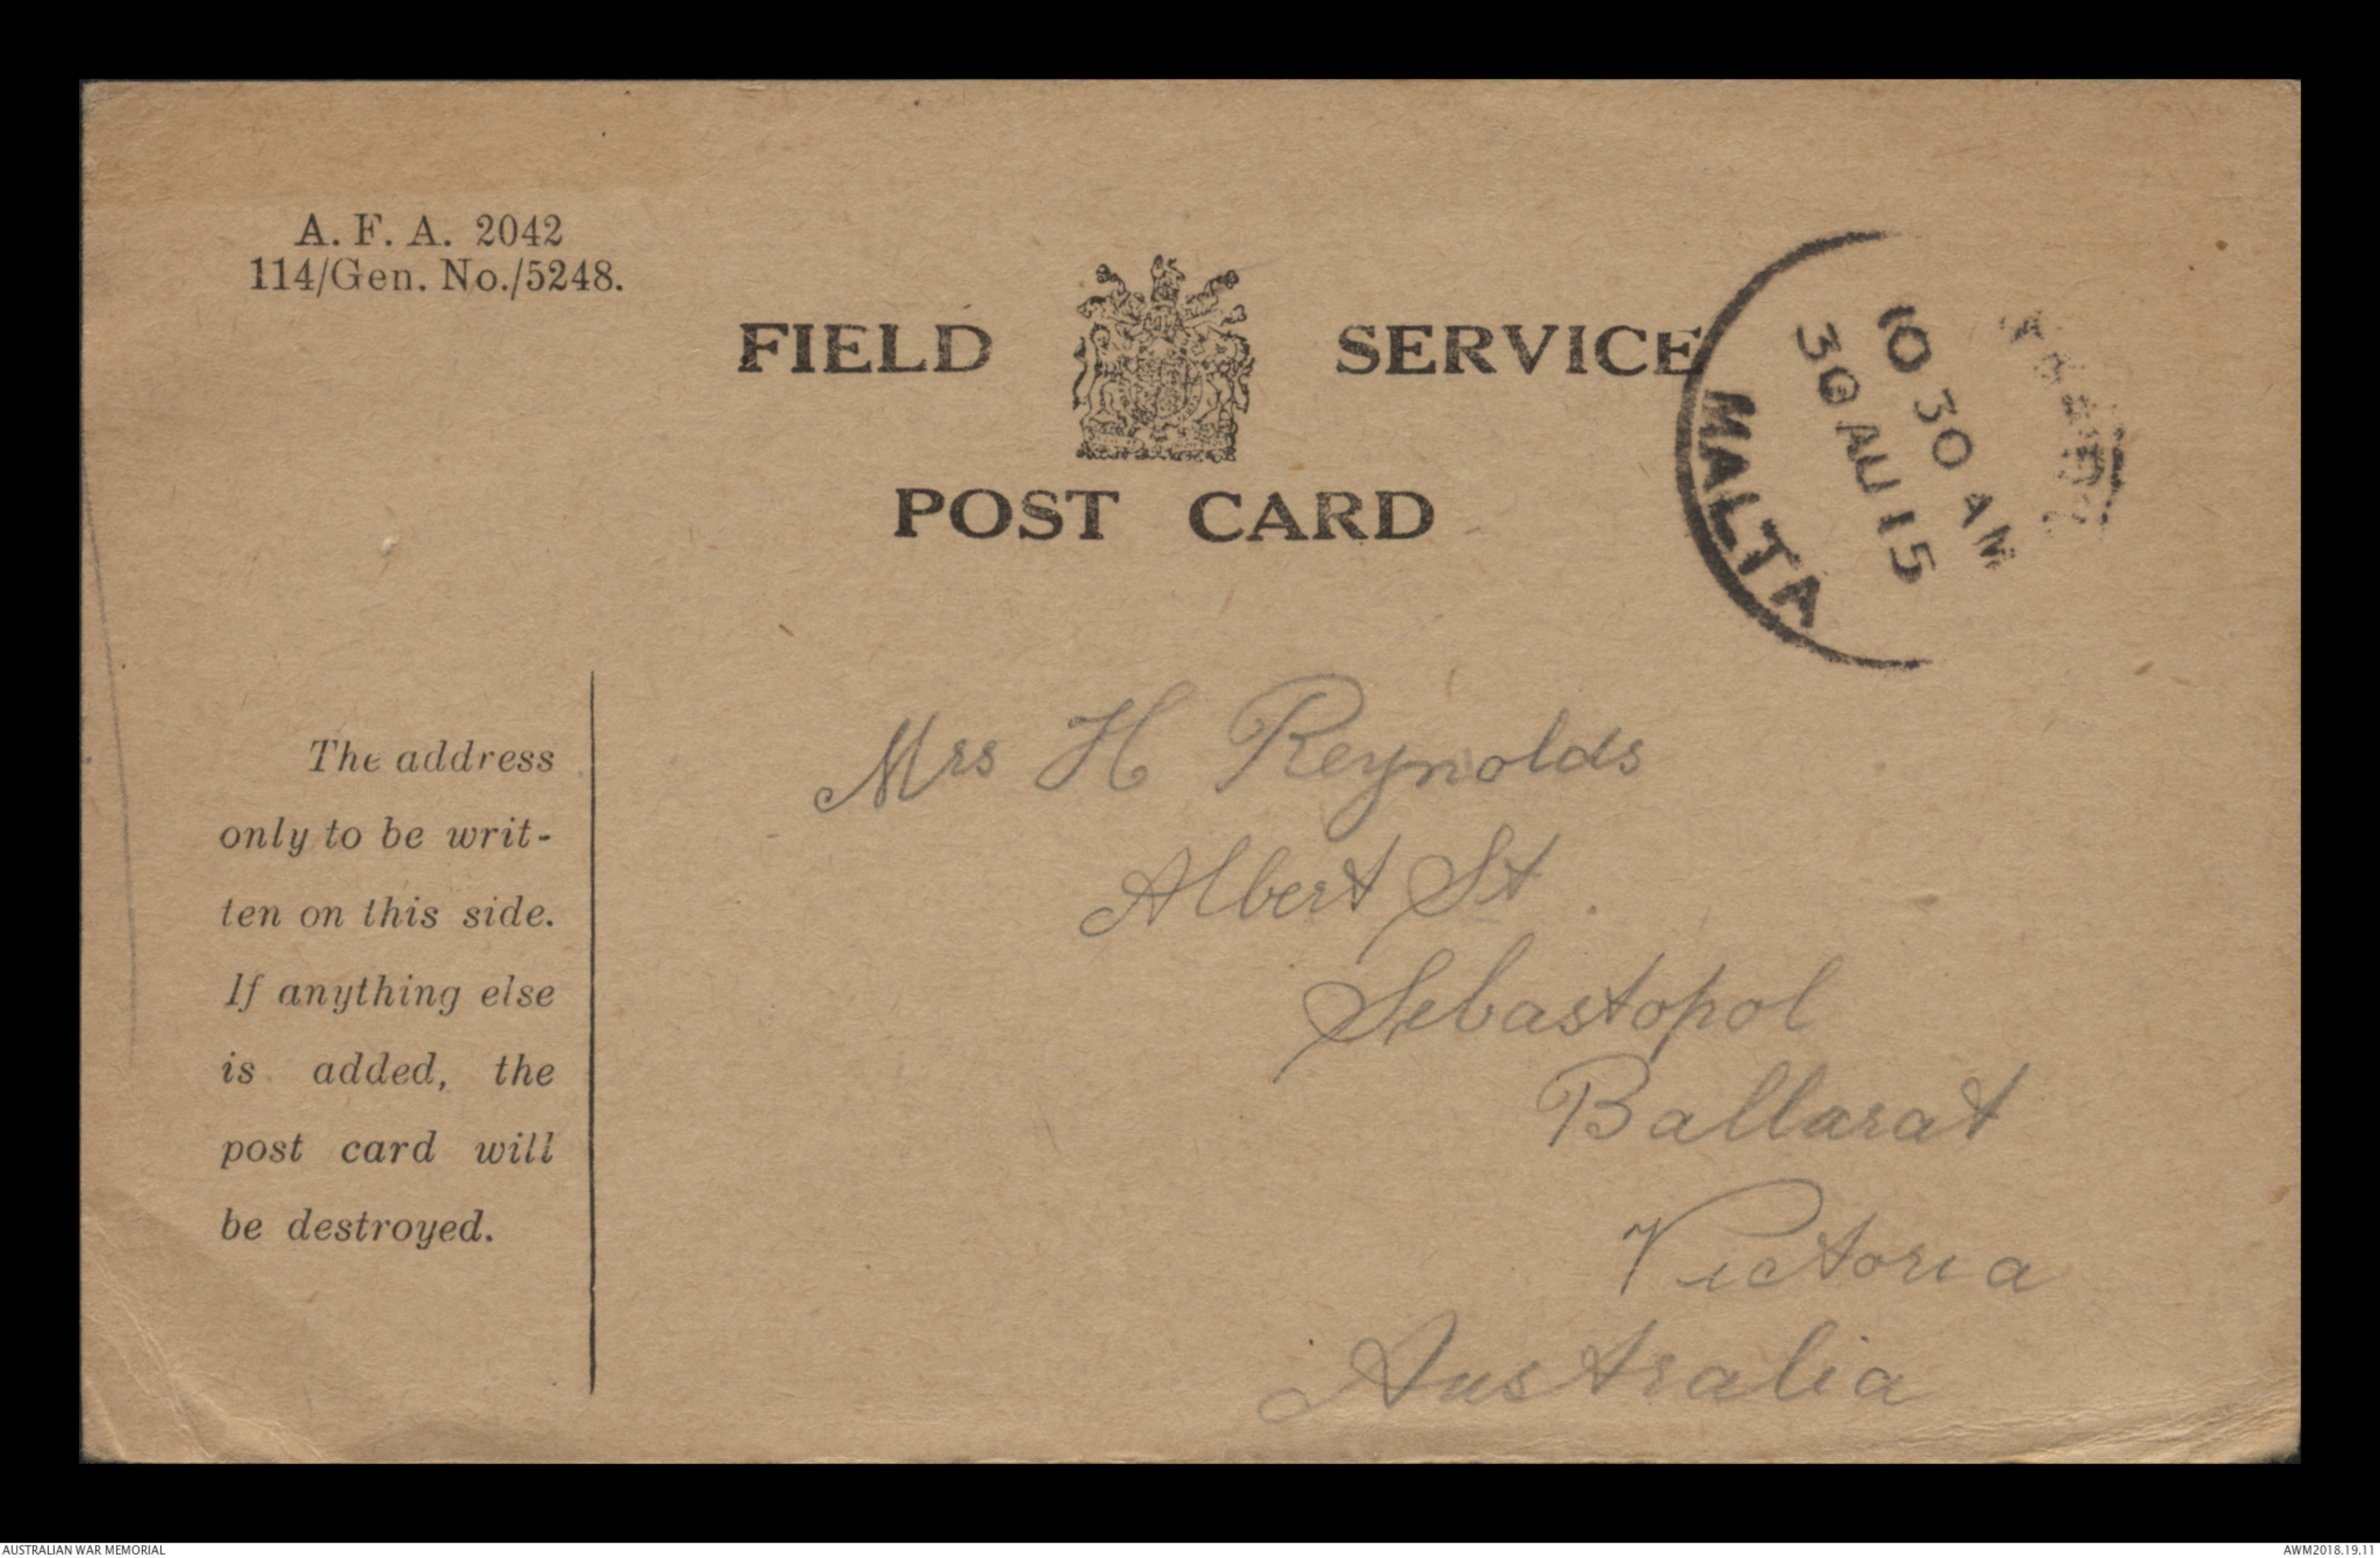 A. F. A. 2042
114/Gen. No./5248.
FIELD SERVICE
POST CARD
MALTA
10 30 AM
30 AU 15
The address
only to be writ-
ten on this side.
If anything else
is added, the
post card will
be destroyed.
Mrs H Reynolds
Albert St
Sebastopol
Ballarat
Victoria
Australia
AUSTRALIAN WAR MEMORIAL
AWM2018.19.11